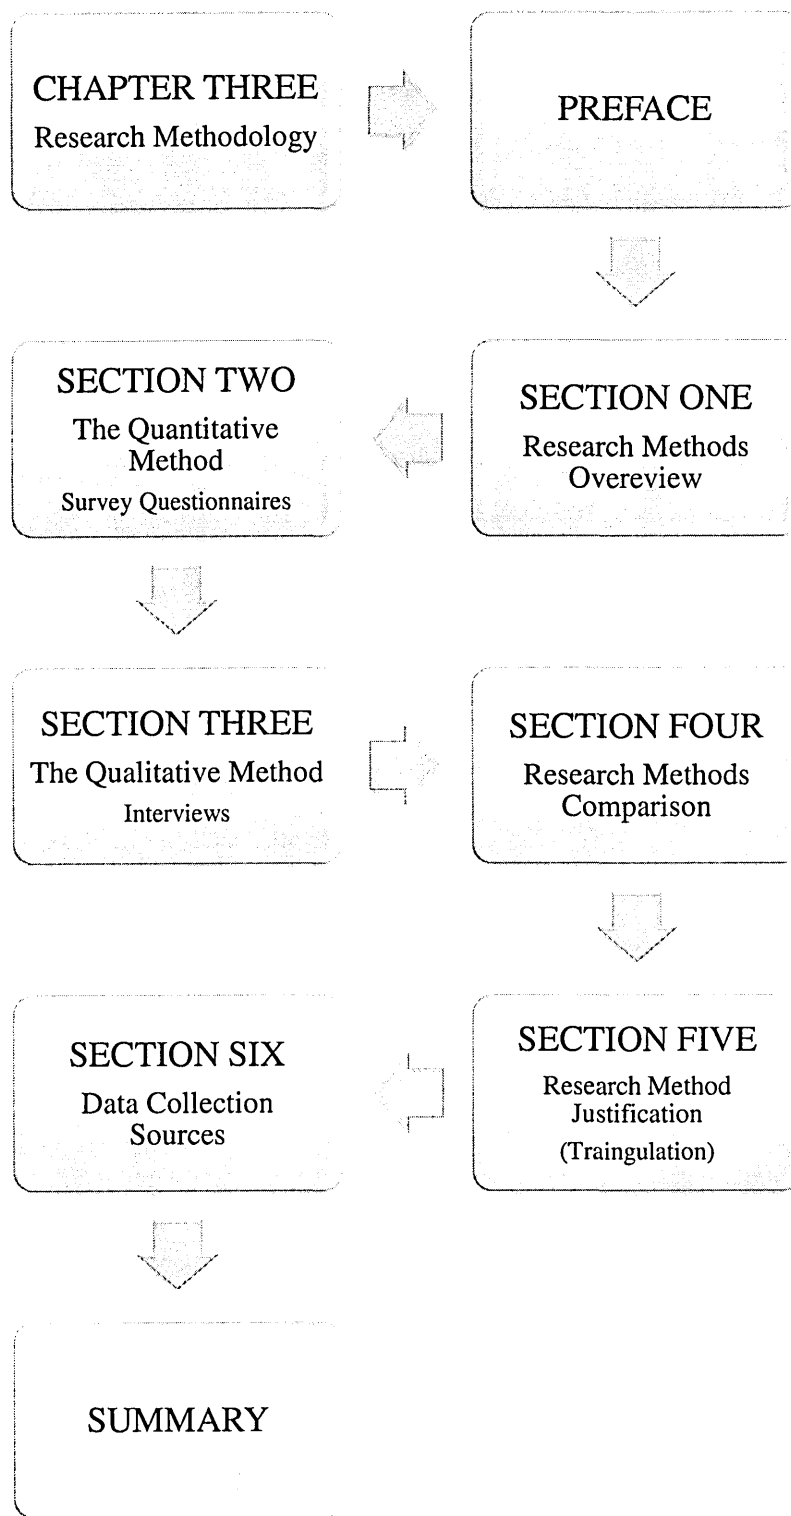 CHAPTER THREE
Research Methodology
PREFACE
SECTION ONE
Research Methods
Overeview
SECTION TWO
The Quantitative
Method
Survey Questionnaires
SECTION THREE
The Qualitative Method
Interviews
SECTION FOUR
Research Methods
Comparison
SECTION FIVE
Research Method
Justification
(Traingulation)
SECTION SIX
Data Collection
Sources
SUMMARY